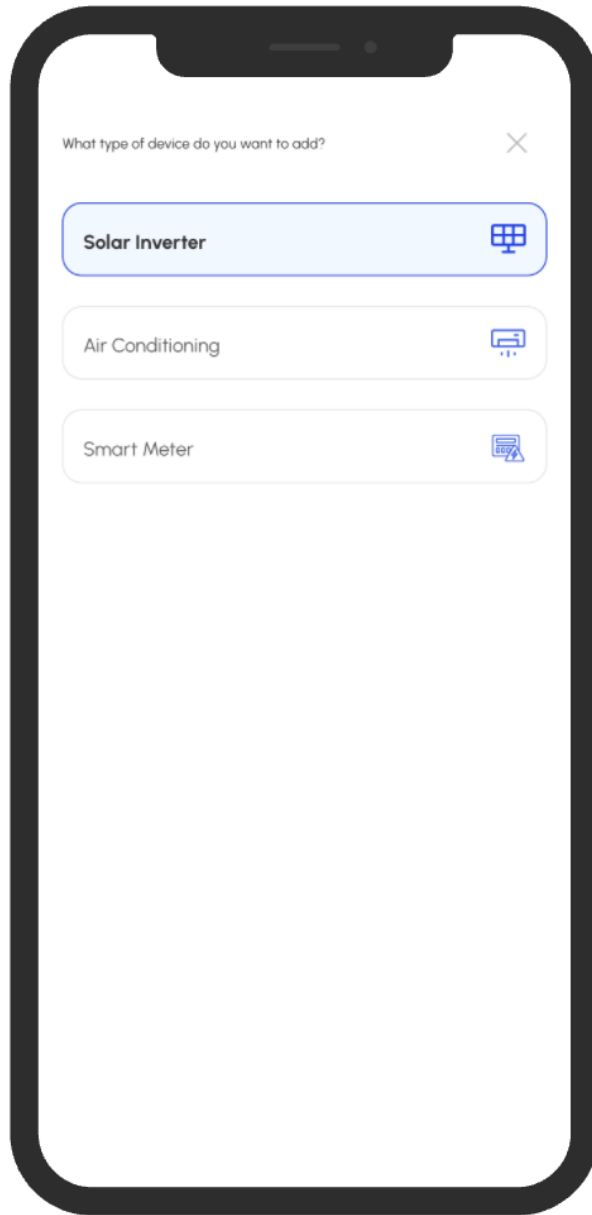 What type of device do you want to add?
Solar Inverter
Air Conditioning
Smart Meter